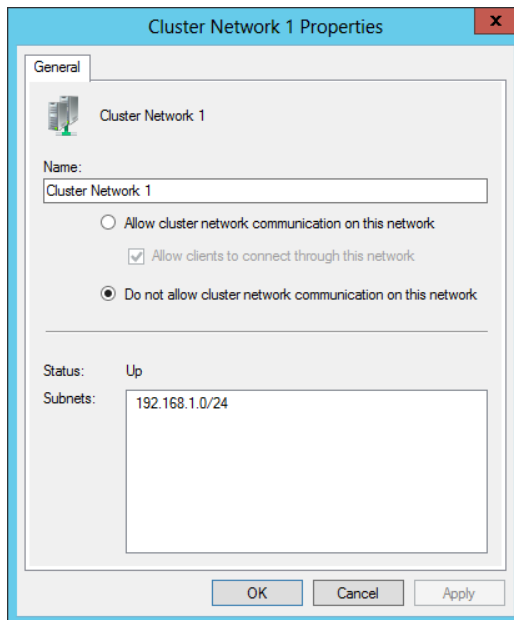 Cluster Network 1 Properties
x
General
Cluster Network 1
Name:
Cluster Network 1
Allow cluster network communication on this network
Allow clients to connect through this network
Do not allow cluster network communication on this network
Status: Up
Subnets: 192.168.1.0/24
OK Cancel Apply